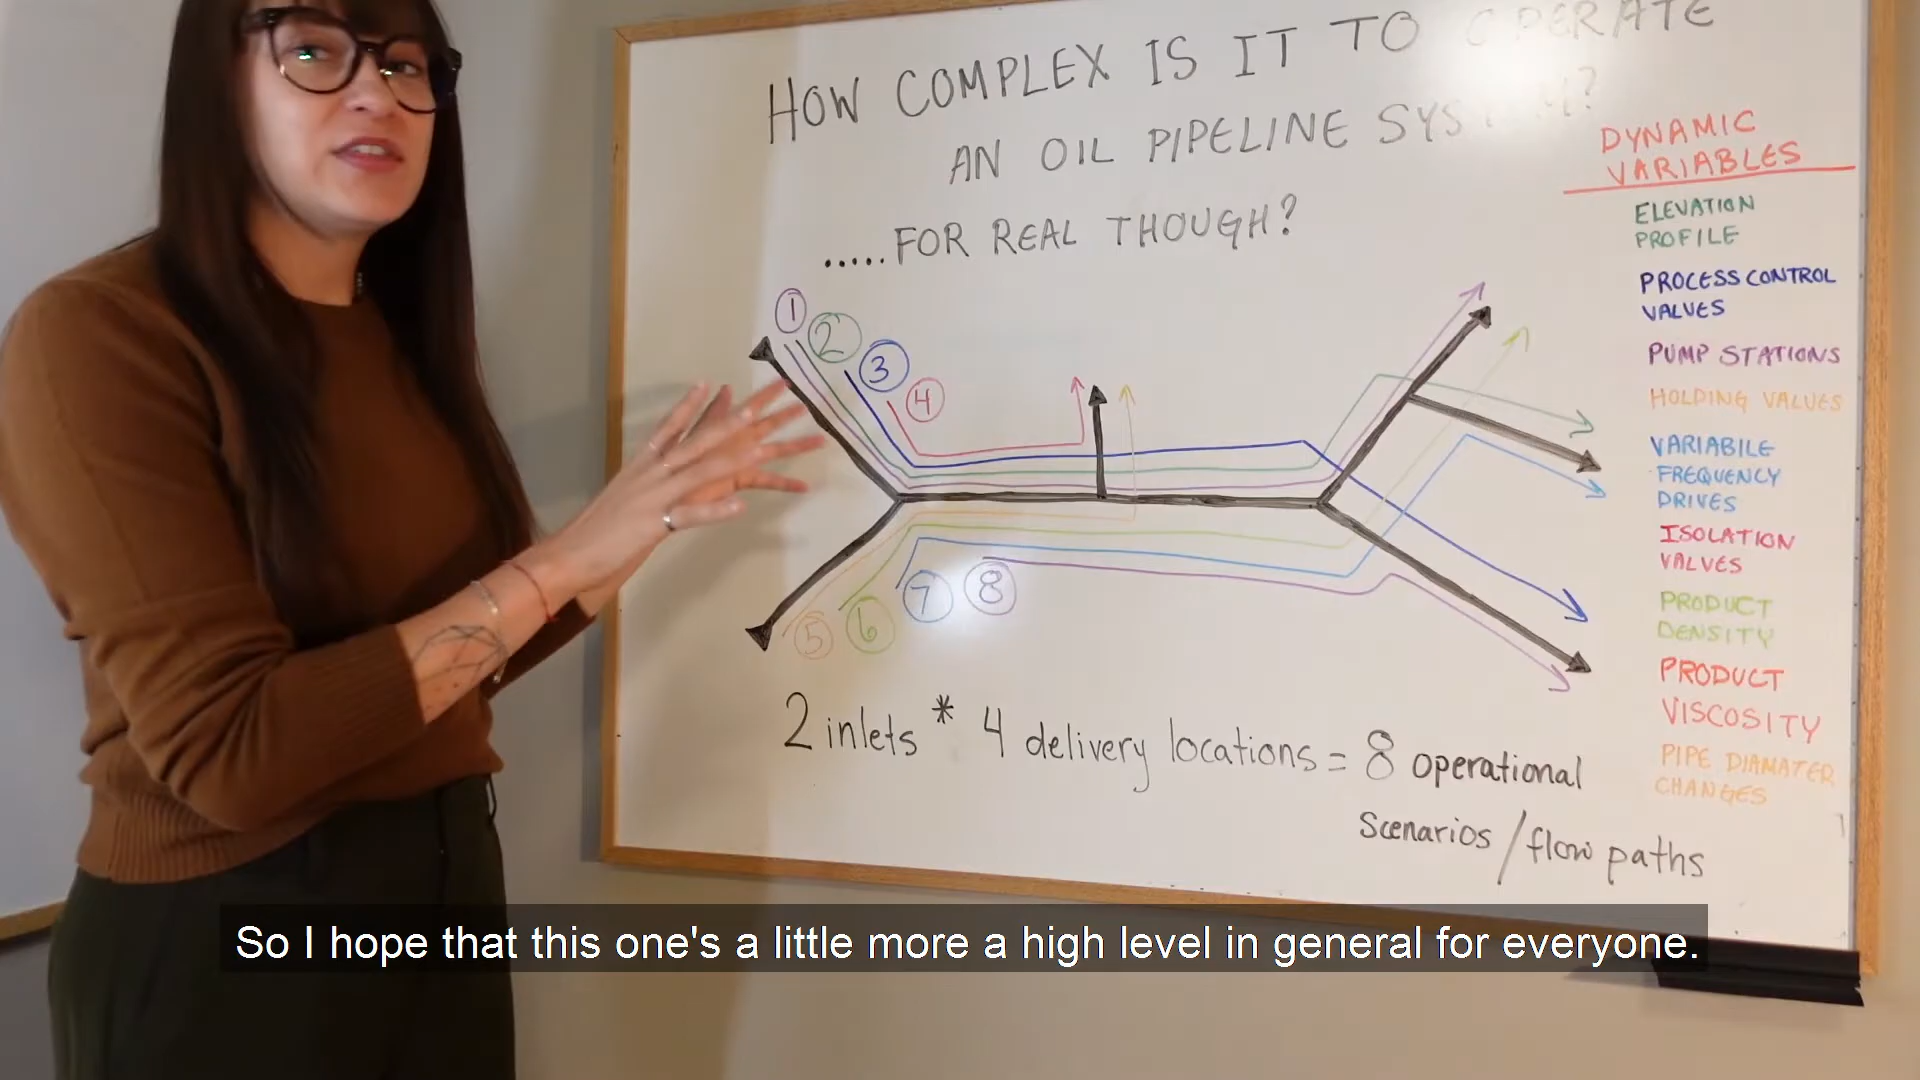 HOW COMPLEX IS IT TO OPERATE
AN OIL PIPELINE SYSTEM?
.....FOR REAL THOUGH?
DYNAMIC
VARIABLES
ELEVATION
PROFILE
PROCESS CONTROL
VALVES
PUMP STATIONS
HOLDING VALVES
VARIABILE
FREQUENCY
DRIVES
ISOLATION
VALVES
PRODUCT
DENSITY
PRODUCT
VISCOSITY
PIPE DIAMATER
CHANGES
1
2
3
4
5
6
7
8
2 inlets * 4 delivery locations = 8 operational
scenarios / flow paths
So I hope that this one's a little more a high level in general for everyone.